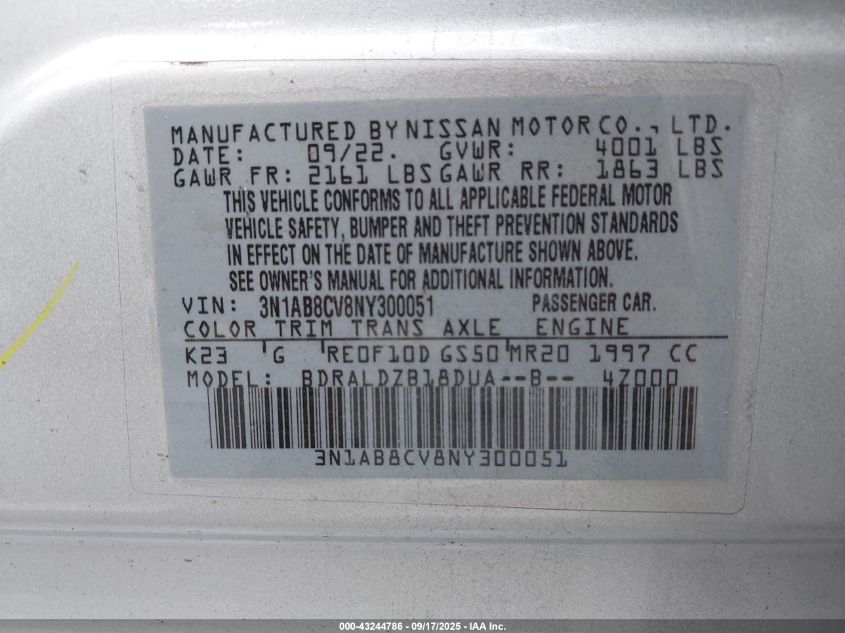 MANUFACTURED BY NISSAN MOTOR CO., LTD.
DATE: 09/22. GVWR: 4001 LBS
GAWR FR: 2161 LBS GAWR RR: 1863 LBS
THIS VEHICLE CONFORMS TO ALL APPLICABLE FEDERAL MOTOR
VEHICLE SAFETY, BUMPER AND THEFT PREVENTION STANDARDS
IN EFFECT ON THE DATE OF MANUFACTURE SHOWN ABOVE.
SEE OWNER'S MANUAL FOR ADDITIONAL INFORMATION.
VIN: 3N1AB8CV8NY300051 PASSENGER CAR.
COLOR TRIM TRANS AXLE ENGINE
K23 G RE0F10D GS50 MR20 1997 CC
MODEL: BDRALDZB18DUA--B-- 4Z000
3N1AB8CV8NY300051
000-43244786 - 09/17/2025 - IAA Inc.